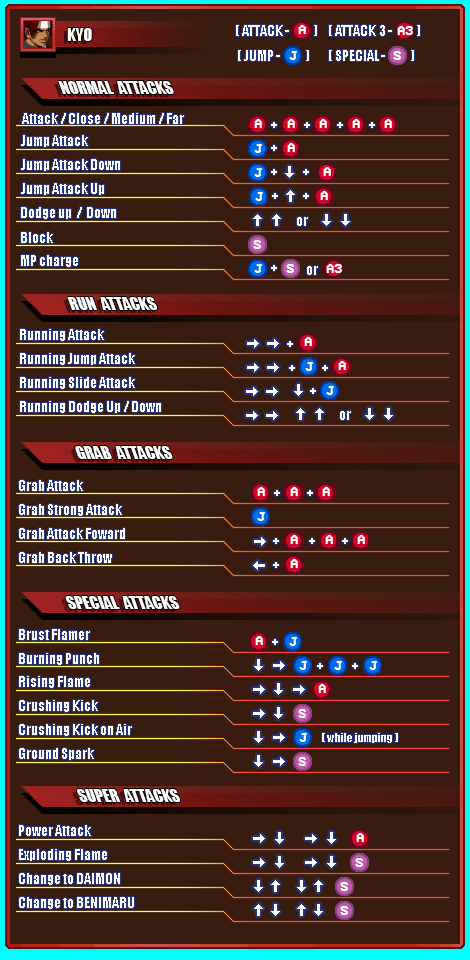 KYO
[ ATTACK - A ] [ ATTACK 3 - A3 ]
[ JUMP - J ] [ SPECIAL - S ]
NORMAL ATTACKS
Attack / Close / Medium / Far A + A + A + A + A
Jump Attack J + A
Jump Attack Down J + ↓ + A
Jump Attack Up J + ↑ + A
Dodge up / Down ↑ ↑ or ↓ ↓
Block S
MP charge J + S or A3
RUN ATTACKS
Running Attack → → + A
Running Jump Attack → → + J + A
Running Slide Attack → → ↓ + J
Running Dodge Up / Down → → ↑ ↑ or ↓ ↓
GRAB ATTACKS
Grab Attack A + A + A
Grab Strong Attack J
Grab Attack Foward → + A + A + A
Grab Back Throw ← + A
SPECIAL ATTACKS
Brust Flamer A + J
Burning Punch ↓ → J + J + J
Rising Flame → ↓ → A
Crushing Kick → ↓ S
Crushing Kick on Air ↓ → J [ while jumping ]
Ground Spark ↓ → S
SUPER ATTACKS
Power Attack → ↓ → ↓ A
Exploding Flame → ↓ → ↓ S
Change to DAIMON ↓ ↑ ↓ ↑ S
Change to BENIMARU ↑ ↓ ↑ ↓ S